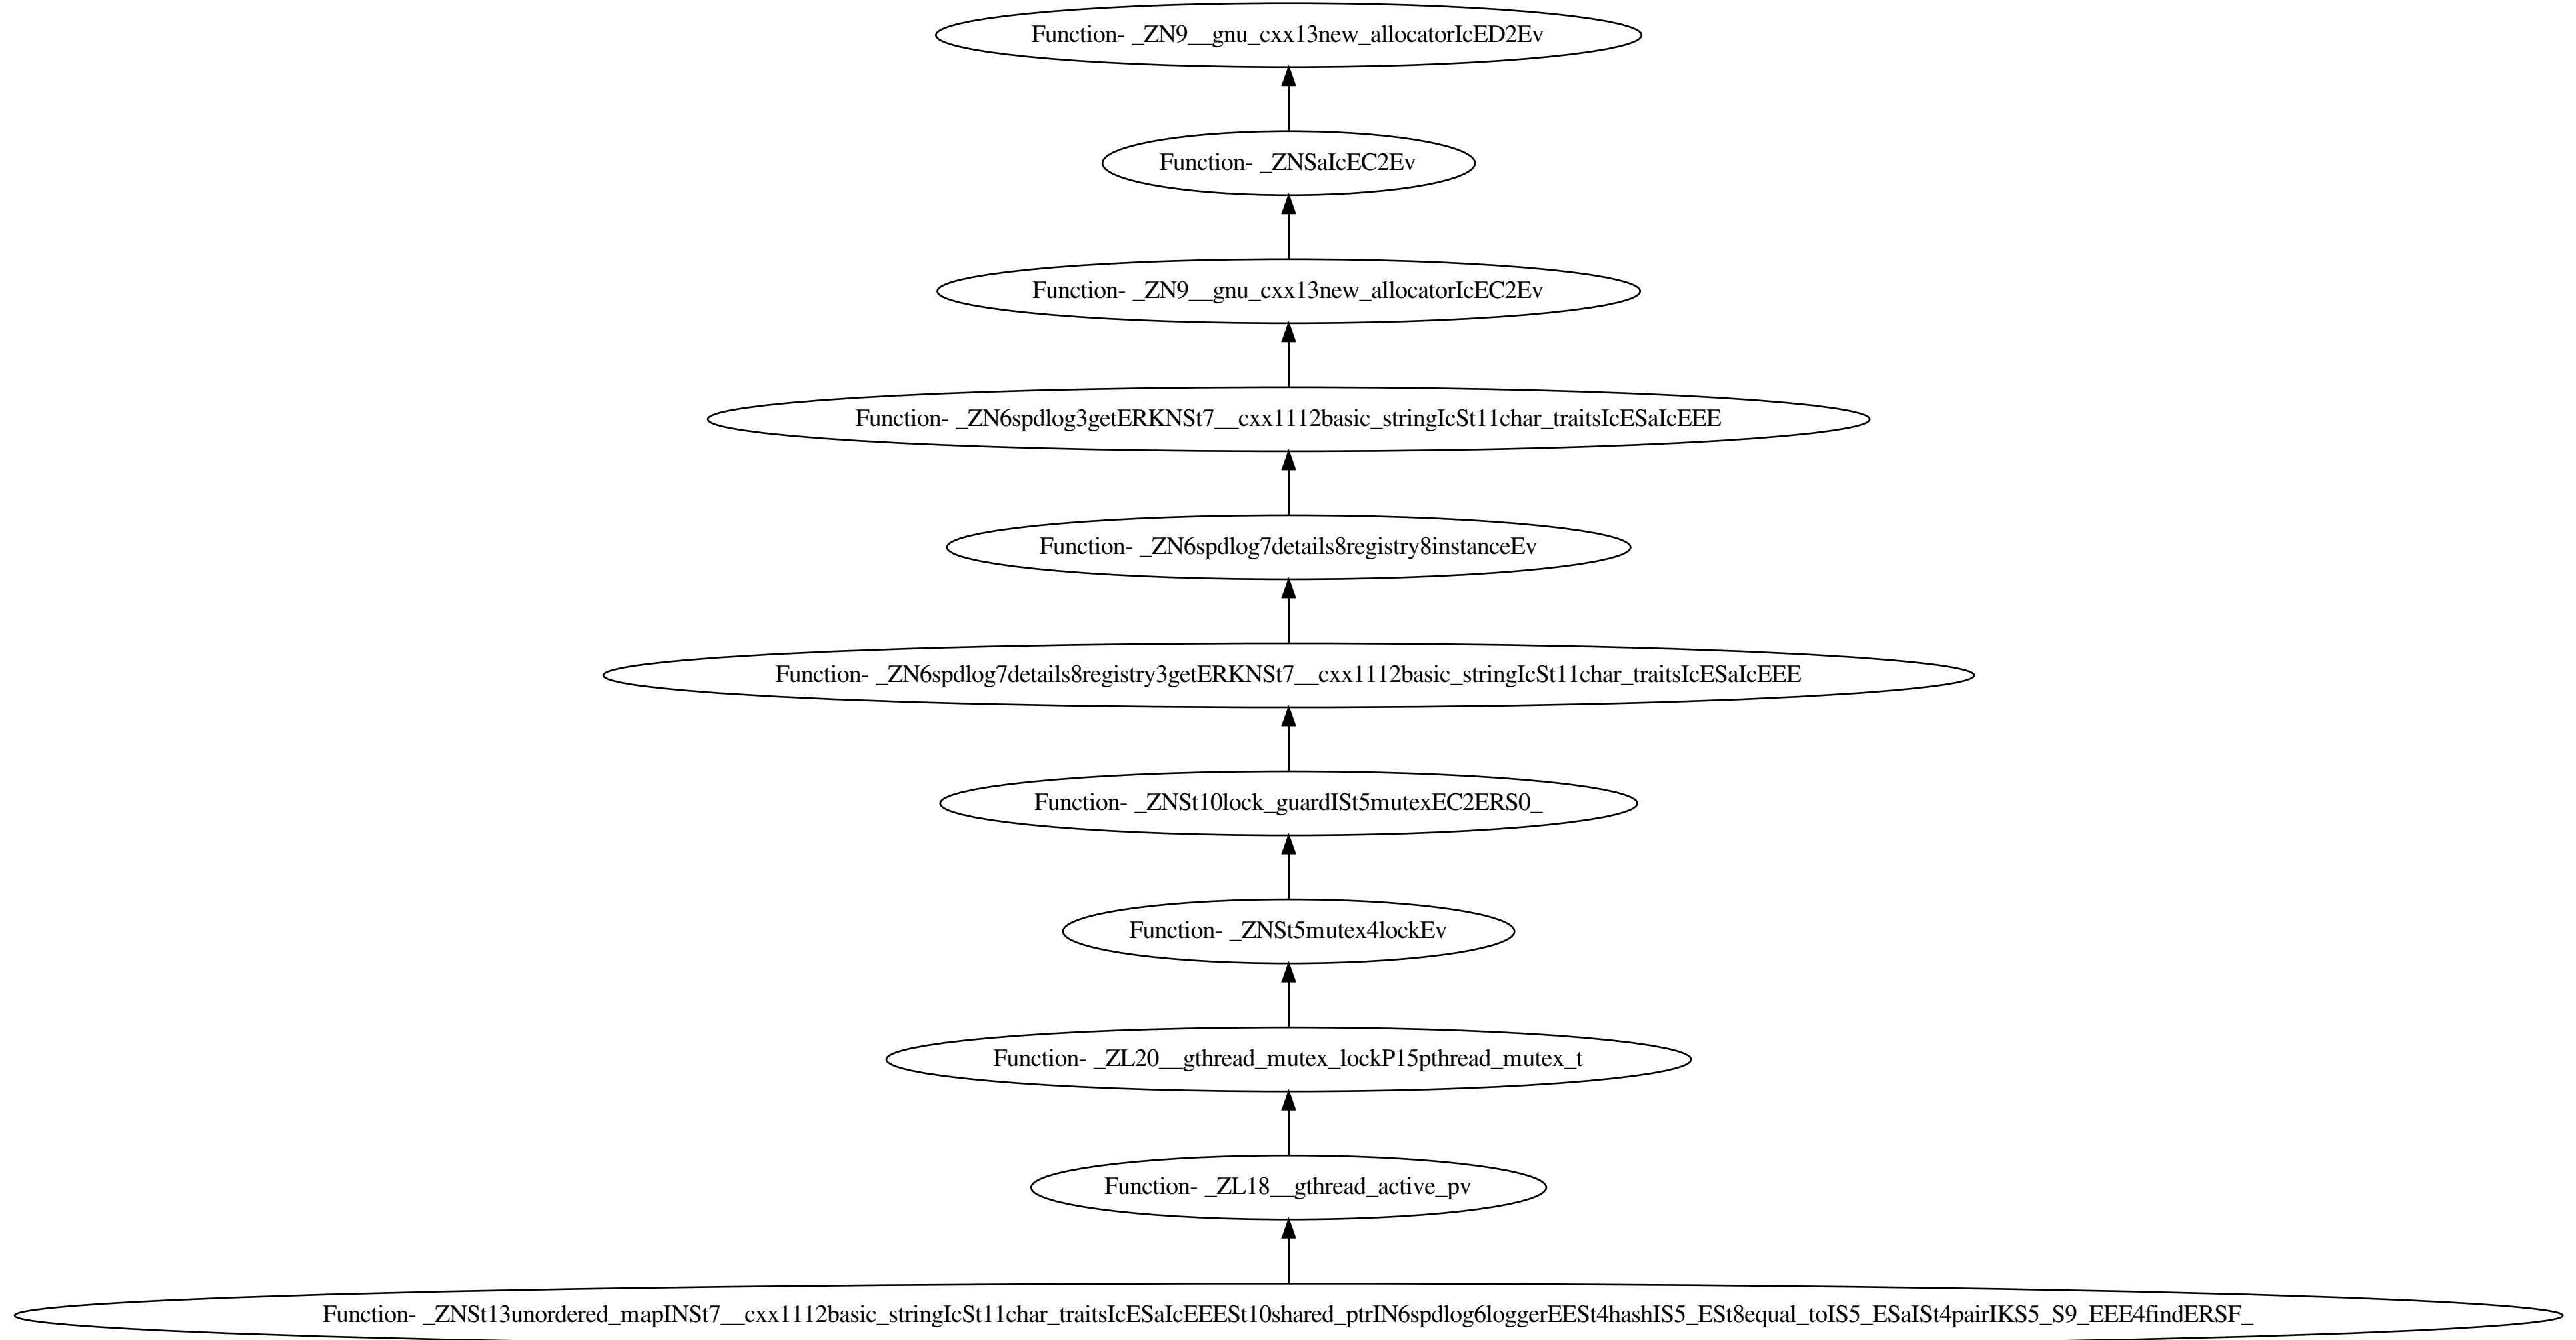 Function- _ZN9__gnu_cxx13new_allocatorIcED2Ev
Function- _ZNSaIcEC2Ev
Function- _ZN9__gnu_cxx13new_allocatorIcEC2Ev
Function- _ZN6spdlog3getERKNSt7__cxx1112basic_stringIcSt11char_traitsIcESaIcEEE
Function- _ZN6spdlog7details8registry8instanceEv
Function- _ZN6spdlog7details8registry3getERKNSt7__cxx1112basic_stringIcSt11char_traitsIcESaIcEEE
Function- _ZNSt10lock_guardISt5mutexEC2ERS0_
Function- _ZNSt5mutex4lockEv
Function- _ZL20__gthread_mutex_lockP15pthread_mutex_t
Function- _ZL18__gthread_active_pv
Function- _ZNSt13unordered_mapINSt7__cxx1112basic_stringIcSt11char_traitsIcESaIcEEESt10shared_ptrIN6spdlog6loggerEESt4hashIS5_ESt8equal_toIS5_ESaISt4pairIKS5_S9_EEE4findERSF_